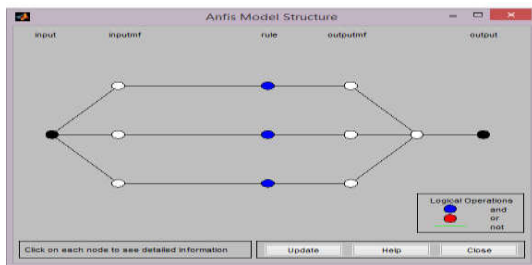 Anfis Model Structure
input inputmf rule outputmf output
Logical Operations
and
or
not
Click on each node to see detailed information
Update Help Close